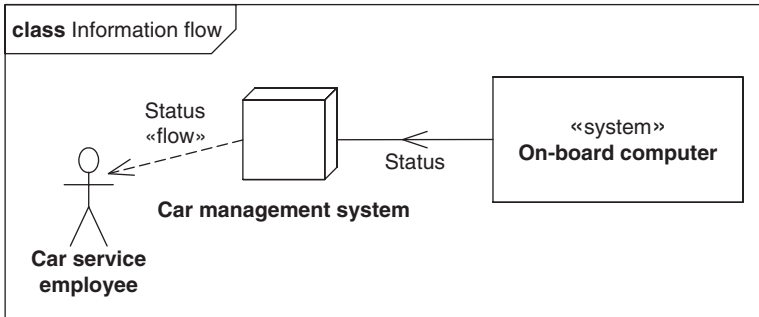 class Information flow
Status
«flow»
Status
«system»
On-board computer
Car management system
Car service
employee